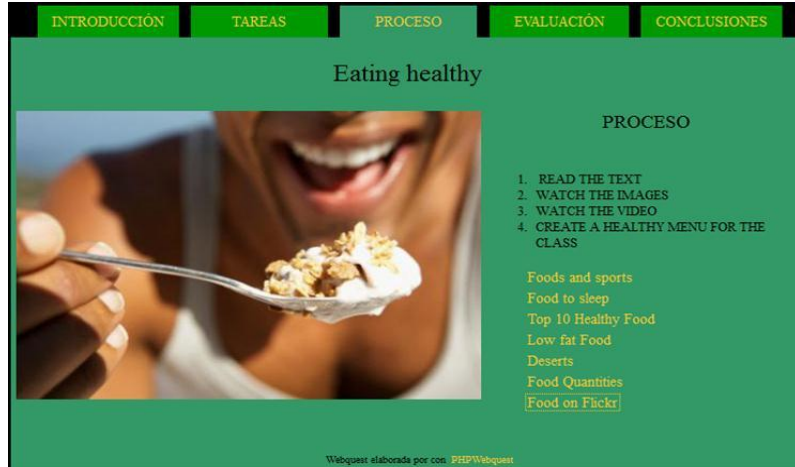 INTRODUCCIÓN
TAREAS
PROCESO
EVALUACIÓN
CONCLUSIONES
Eating healthy
PROCESO
1. READ THE TEXT
2. WATCH THE IMAGES
3. WATCH THE VIDEO
4. CREATE A HEALTHY MENU FOR THE
CLASS
Foods and sports
Food to sleep
Top 10 Healthy Food
Low fat Food
Deserts
Food Quantities
Food on Flickr
Webquest elaborada por con PHPWebquest